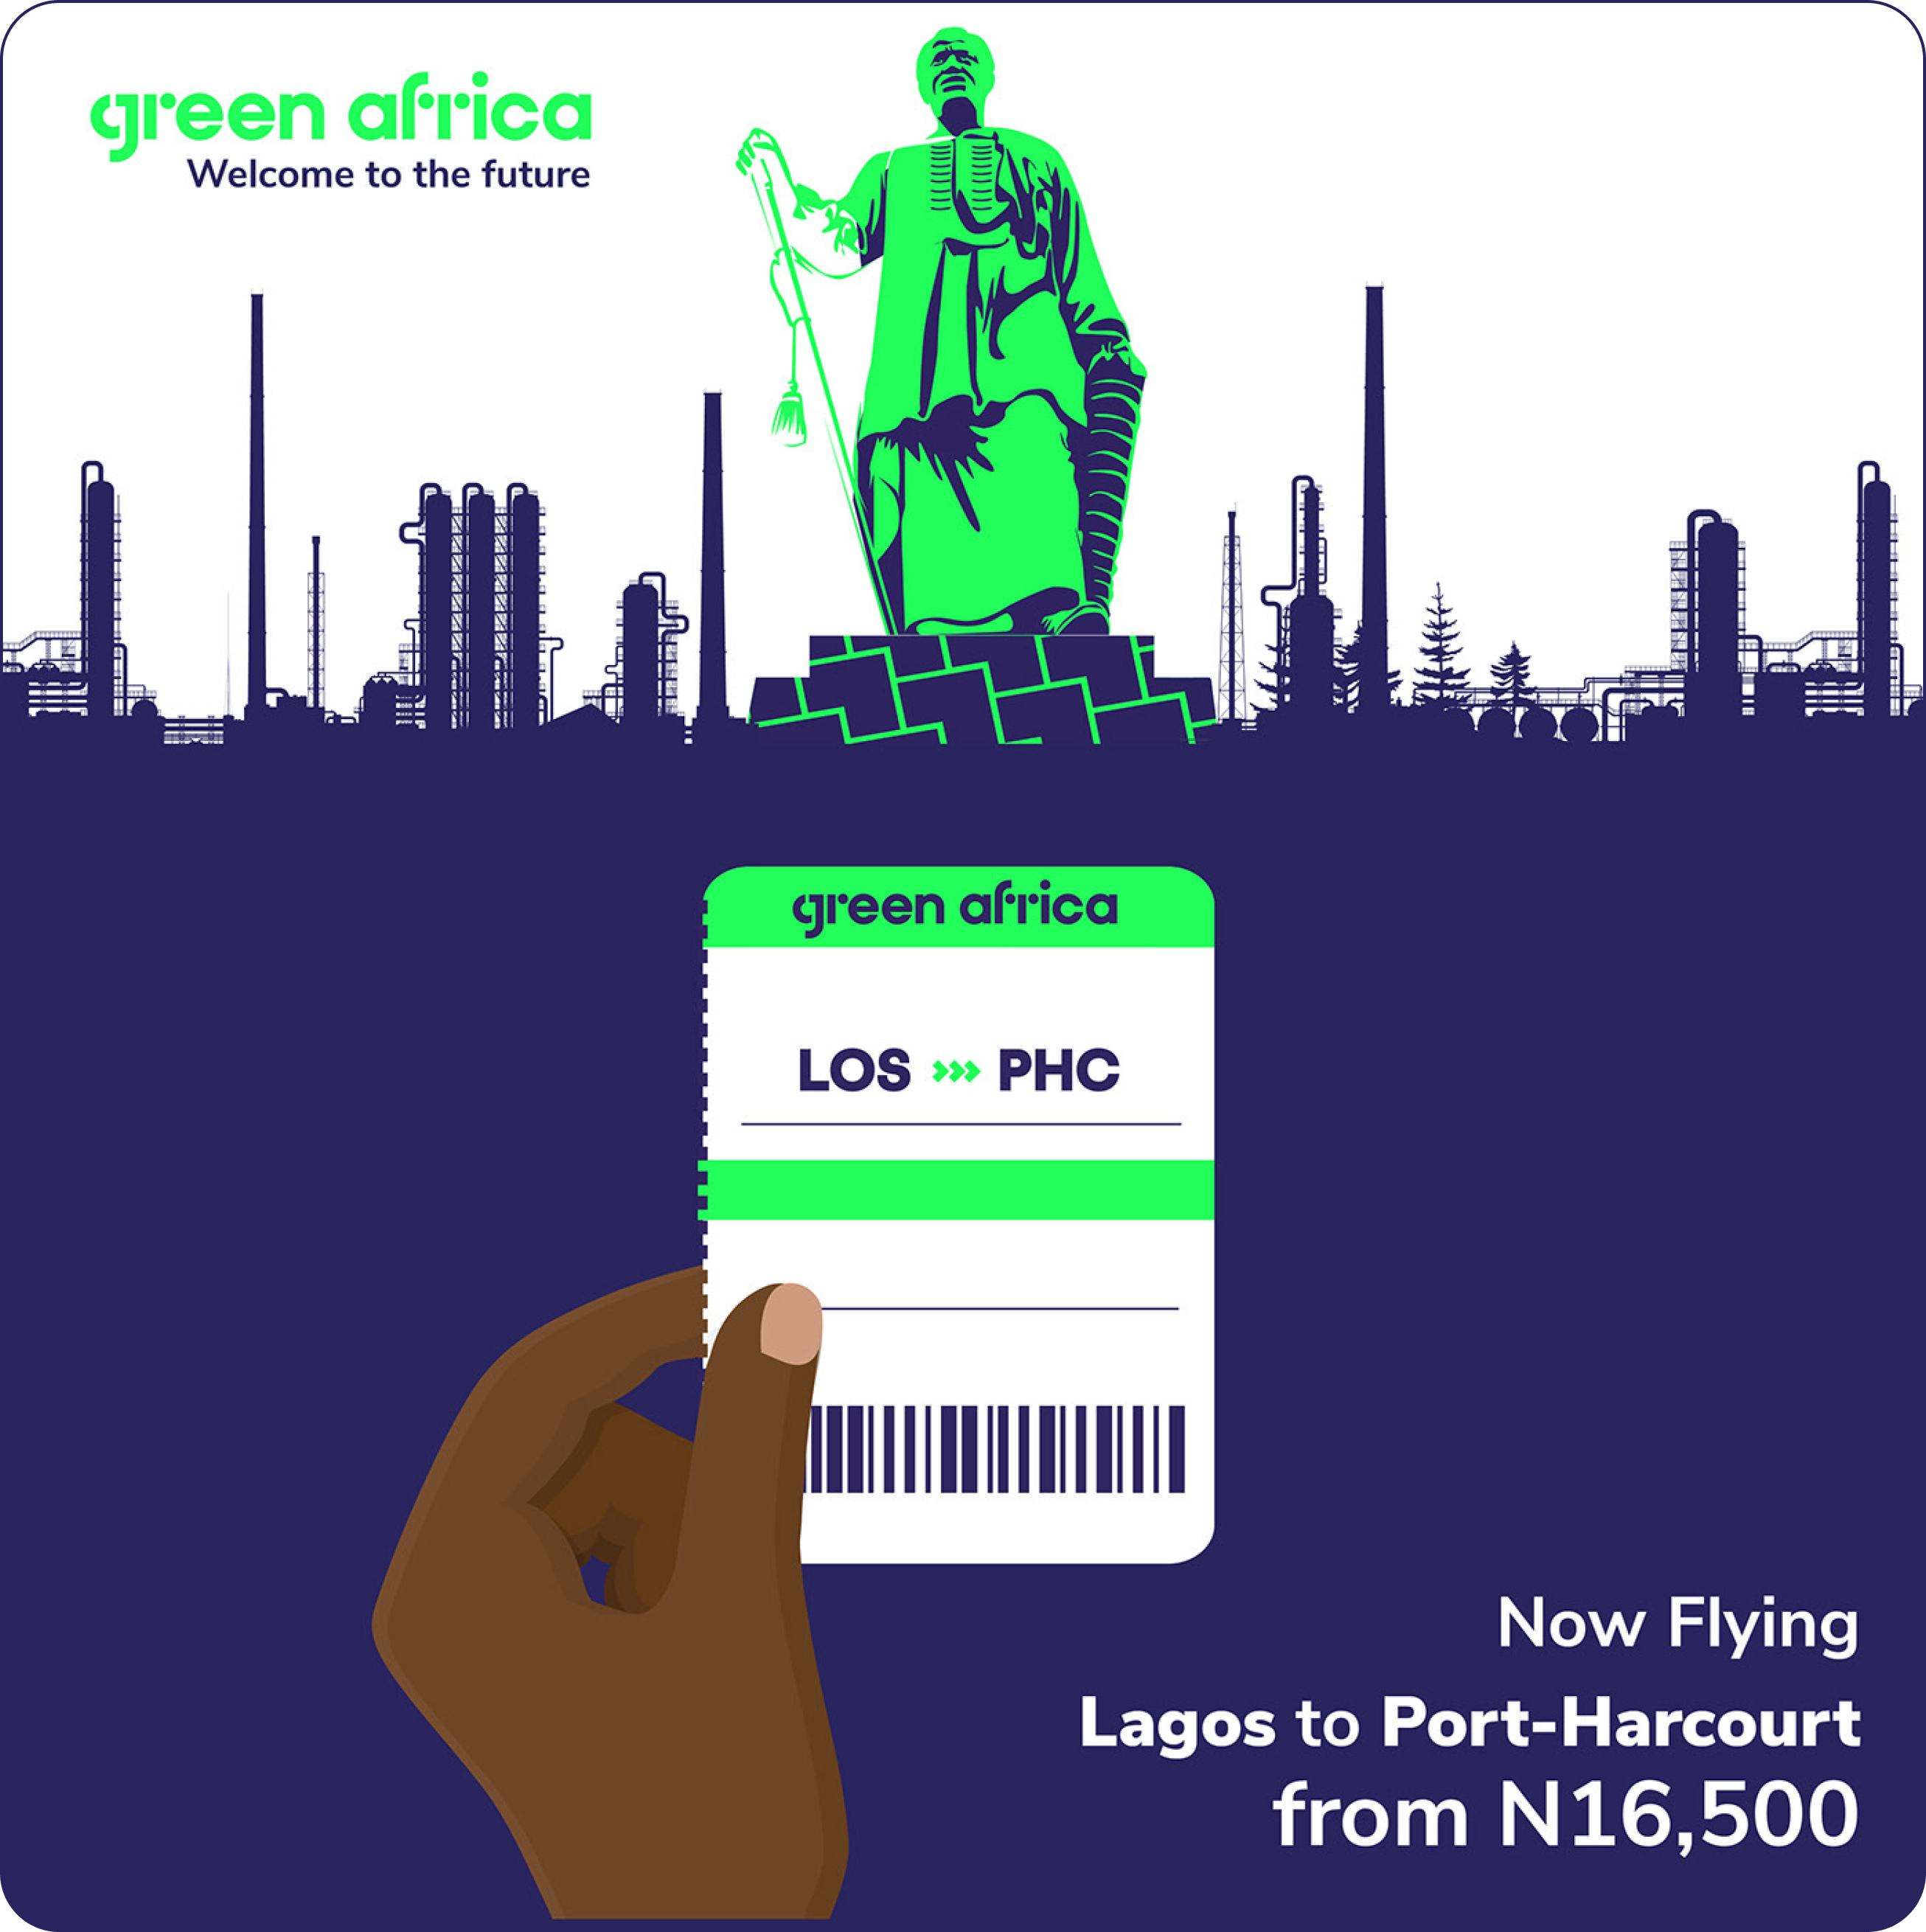 green africa
Welcome to the future
green africa
LOS >>> PHC
Now Flying
Lagos to Port-Harcourt
from N16,500